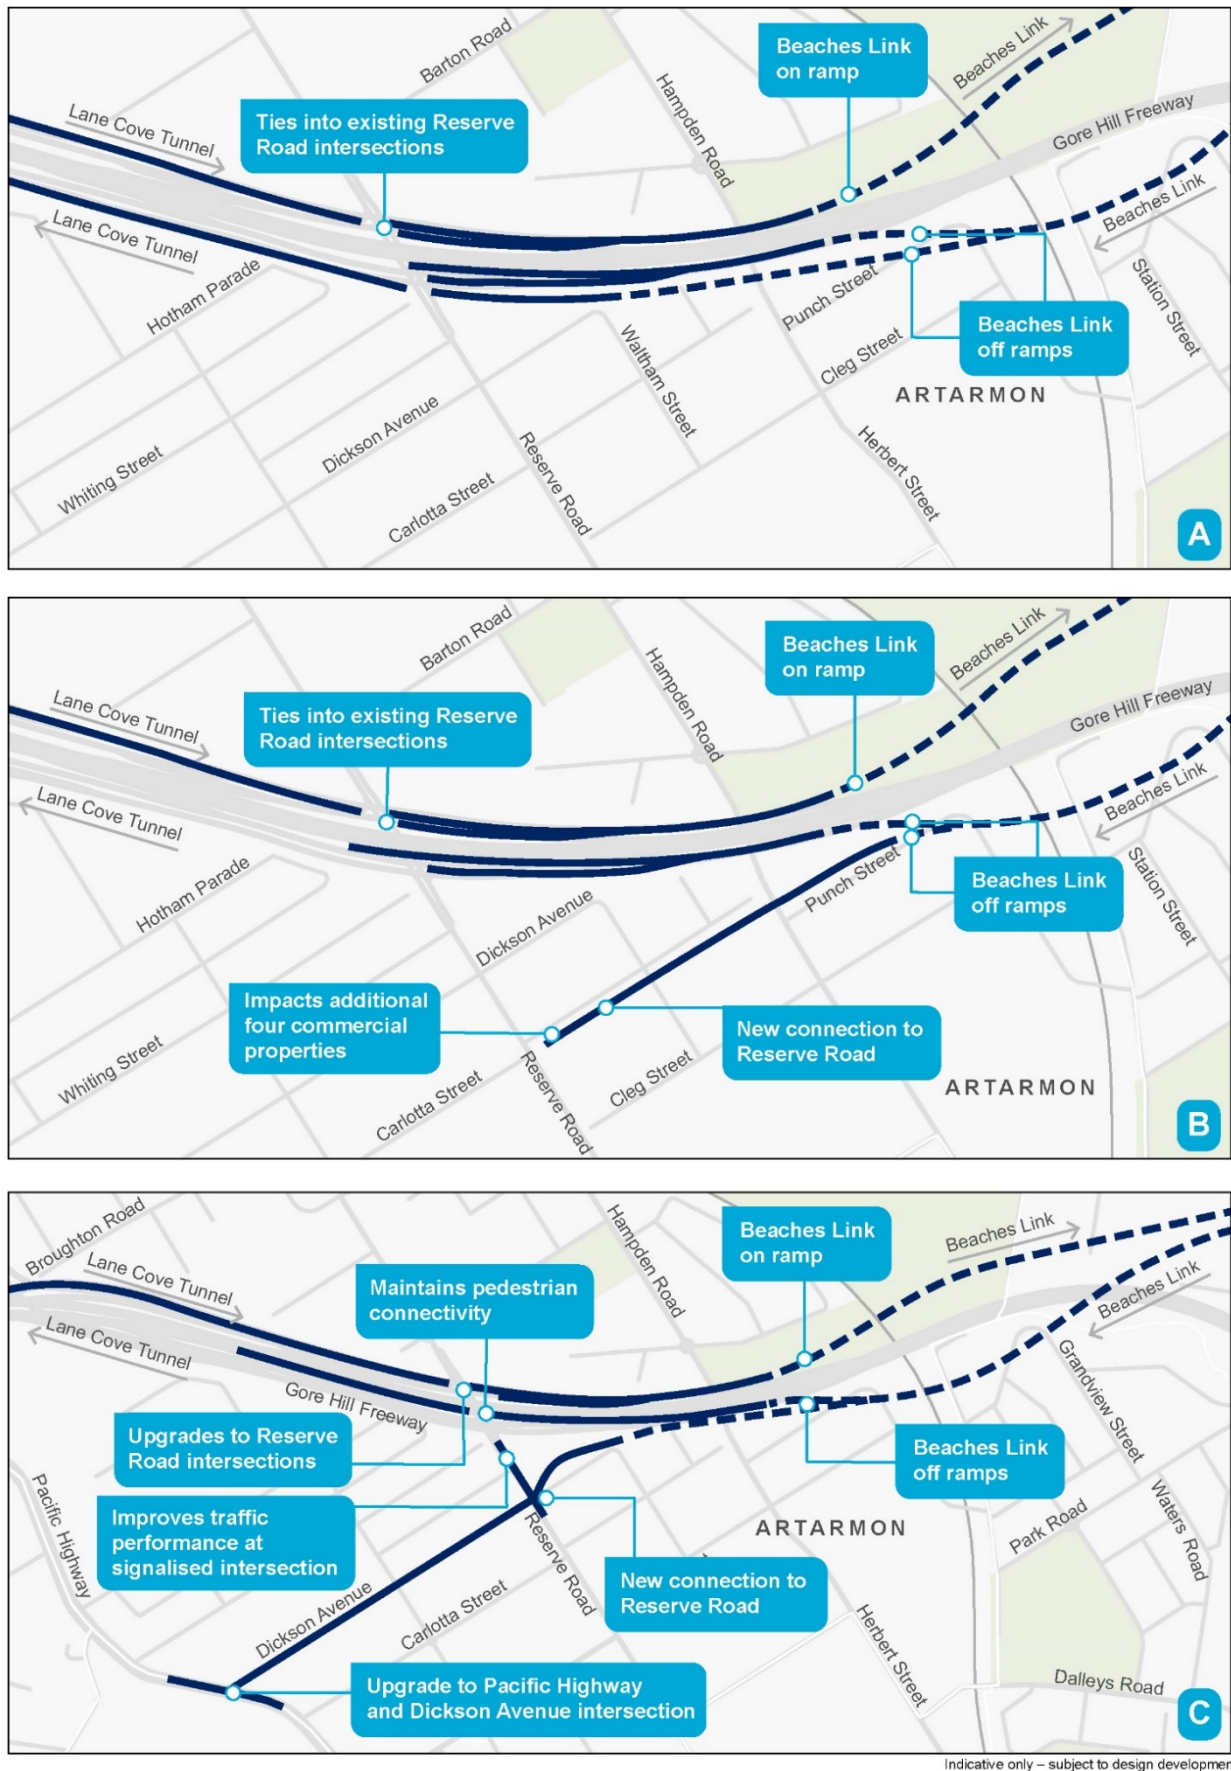 Barton Road
Beaches Link
on ramp
Beaches Link
Hampden Road
Lane Cove Tunnel
Ties into existing Reserve
Road intersections
Gore Hill Freeway
Lane Cove Tunnel
Beaches Link
Hotham Parade
Punch Street
Station Street
Beaches Link
off ramps
Waltham Street
Cleg Street
ARTARMON
Dickson Avenue
Reserve Road
Herbert Street
Whiting Street
Carlotta Street
A
Barton Road
Beaches Link
on ramp
Beaches Link
Hampden Road
Lane Cove Tunnel
Ties into existing Reserve
Road intersections
Gore Hill Freeway
Lane Cove Tunnel
Beaches Link
Hotham Parade
Punch Street
Station Street
Beaches Link
off ramps
Dickson Avenue
Impacts additional
four commercial
properties
New connection to
Reserve Road
Whiting Street
Carlotta Street
Reserve Road
Cleg Street
ARTARMON
B
Broughton Road
Hampden Road
Beaches Link
on ramp
Beaches Link
Lane Cove Tunnel
Maintains pedestrian
connectivity
Beaches Link
Lane Cove Tunnel
Gore Hill Freeway
Grandview Street
Upgrades to Reserve
Road intersections
Beaches Link
off ramps
Pacific Highway
Improves traffic
performance at
signalised intersection
Reserve Road
ARTARMON
Park Road
Waters Road
New connection to
Reserve Road
Dickson Avenue
Carlotta Street
Herbert Street
Upgrade to Pacific Highway
and Dickson Avenue intersection
Dalleys Road
C
Indicative only – subject to design developmen